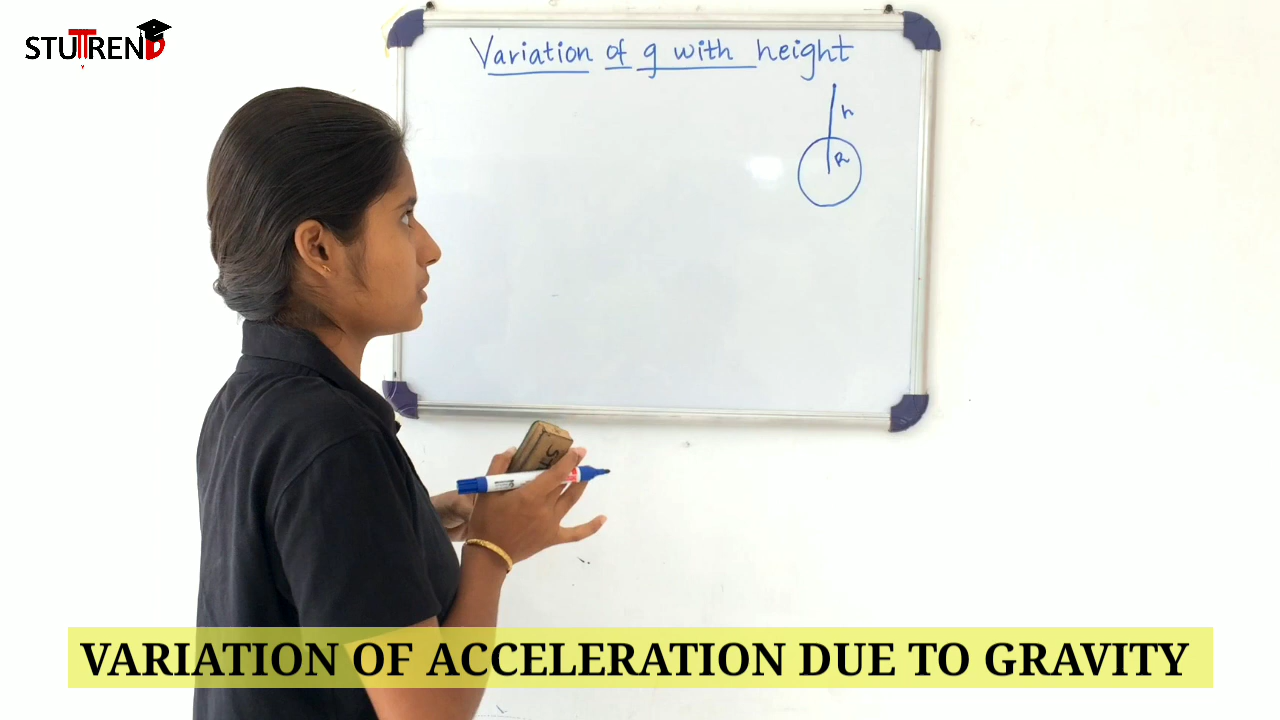 STUTREND
Variation of g with height
h
R
VARIATION OF ACCELERATION DUE TO GRAVITY